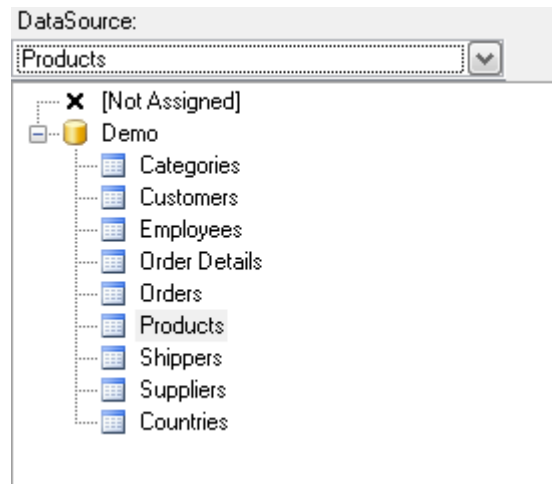 DataSource:
Products
[Not Assigned]
Demo
Categories
Customers
Employees
Order Details
Orders
Products
Shippers
Suppliers
Countries